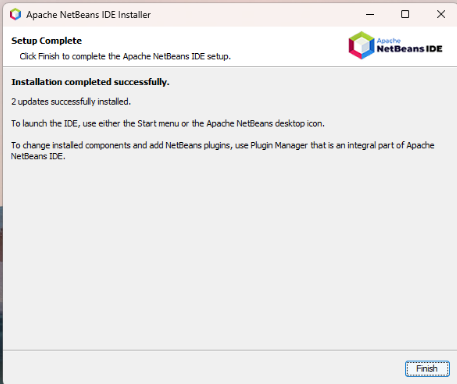 Apache NetBeans IDE Installer
Setup Complete
Click Finish to complete the Apache NetBeans IDE setup.
Apache
NetBeans IDE
Installation completed successfully.
2 updates successfully installed.
To launch the IDE, use either the Start menu or the Apache NetBeans desktop icon.
To change installed components and add NetBeans plugins, use Plugin Manager that is an integral part of Apache
NetBeans IDE.
Finish